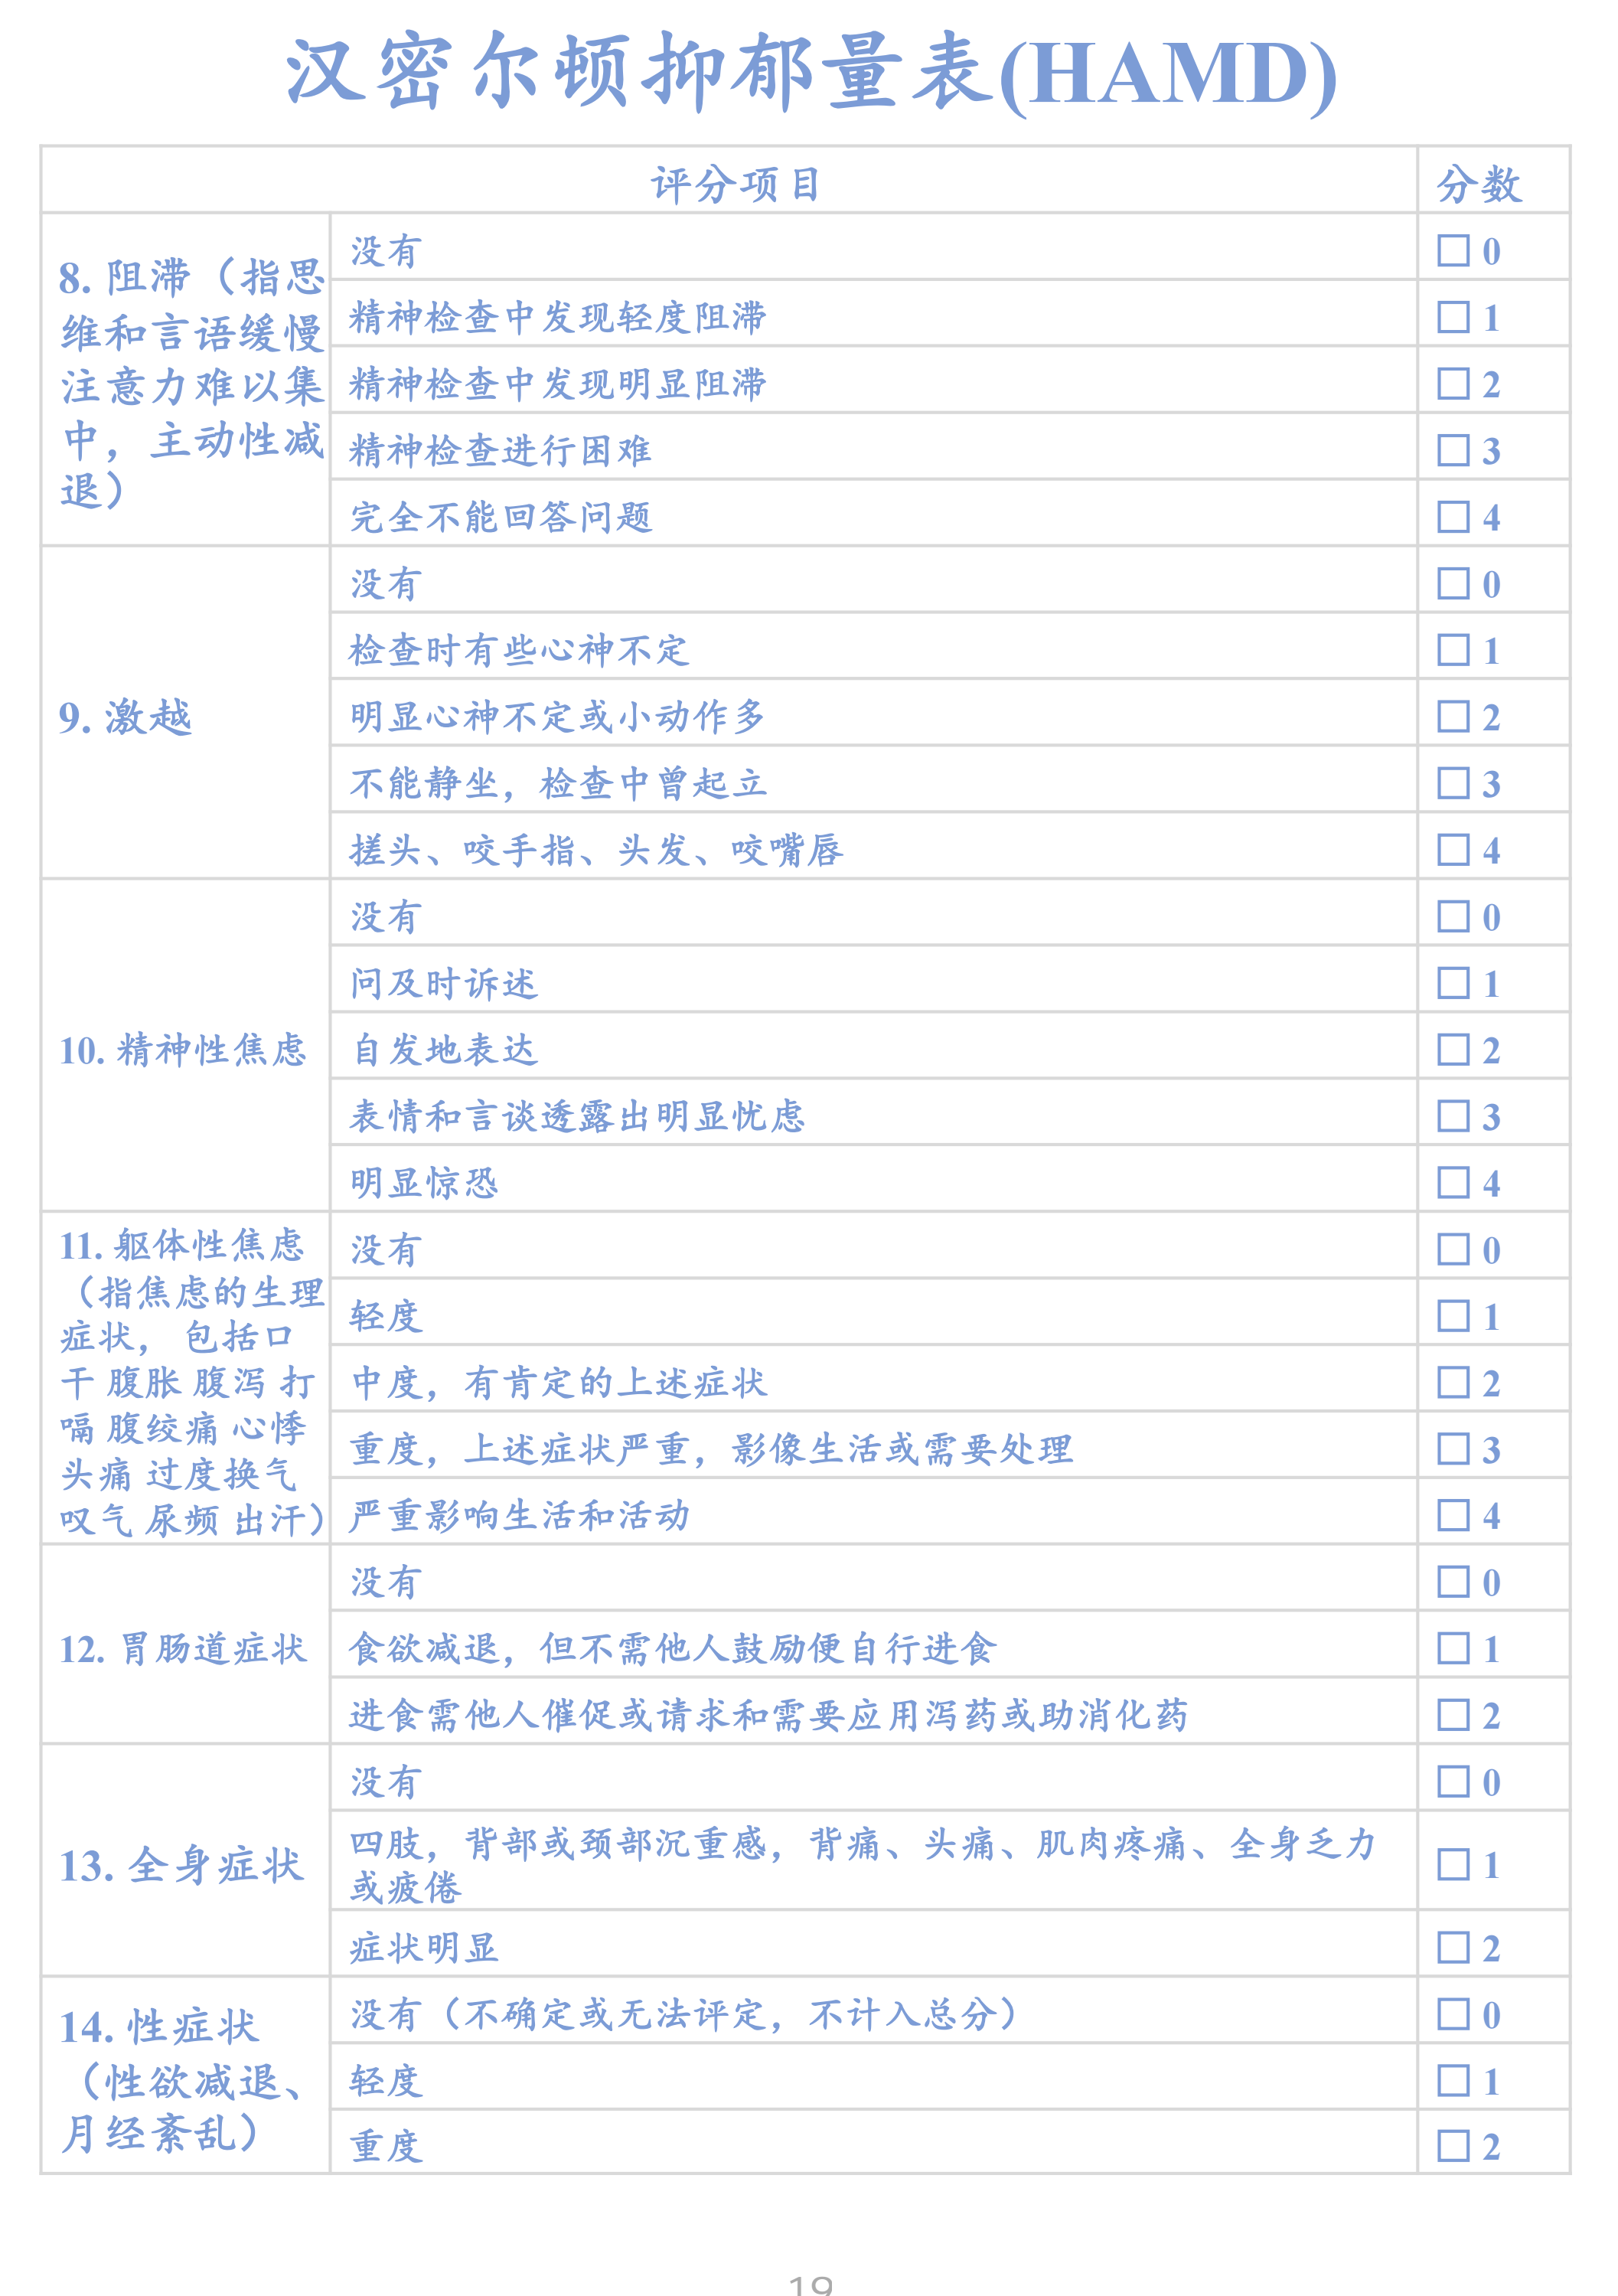 汉密尔顿抑郁量表(HAMD)
评分项目 分数
8. 阻滞（指思
维和言语缓慢
注意力难以集
中，主动性减
退）
没有 □ 0
精神检查中发现轻度阻滞 □ 1
精神检查中发现明显阻滞 □ 2
精神检查进行困难 □ 3
完全不能回答问题 □ 4
9. 激越
没有 □ 0
检查时有些心神不定 □ 1
明显心神不定或小动作多 □ 2
不能静坐，检查中曾起立 □ 3
搓头、咬手指、头发、咬嘴唇 □ 4
10. 精神性焦虑
没有 □ 0
问及时诉述 □ 1
自发地表达 □ 2
表情和言谈透露出明显忧虑 □ 3
明显惊恐 □ 4
11. 躯体性焦虑
（指焦虑的生理
症状， 包括口
干 腹胀 腹泻 打
嗝 腹绞痛 心悸
头痛 过度换气
叹气 尿频 出汗）
没有 □ 0
轻度 □ 1
中度，有肯定的上述症状 □ 2
重度，上述症状严重，影像生活或需要处理 □ 3
严重影响生活和活动 □ 4
12. 胃肠道症状
没有 □ 0
食欲减退，但不需他人鼓励便自行进食 □ 1
进食需他人催促或请求和需要应用泻药或助消化药 □ 2
13. 全身症状
没有 □ 0
四肢，背部或颈部沉重感，背痛、头痛、肌肉疼痛、全身乏力
或疲倦 □ 1
症状明显 □ 2
14. 性症状
（性欲减退、
月经紊乱）
没有（不确定或无法评定，不计入总分） □ 0
轻度 □ 1
重度 □ 2
19